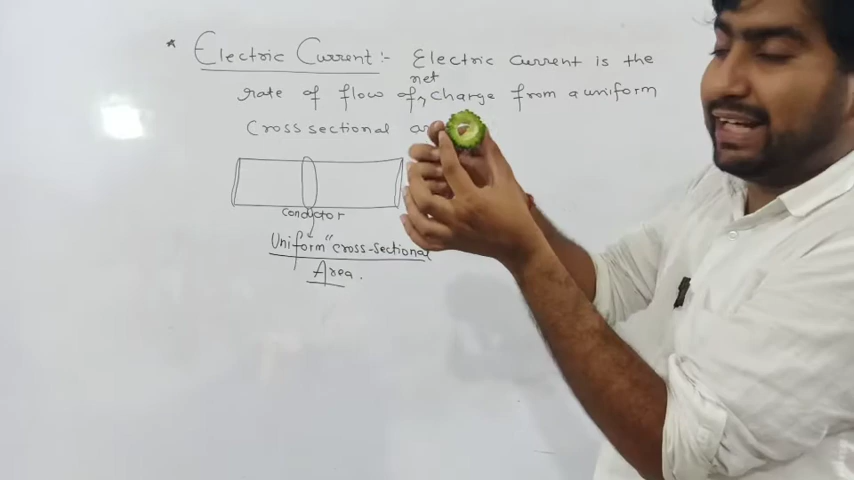 * Electric Current :- Electric current is the
rate of flow of net charge from a uniform
Cross sectional
conductor
Uniform" cross-sectional
Area.